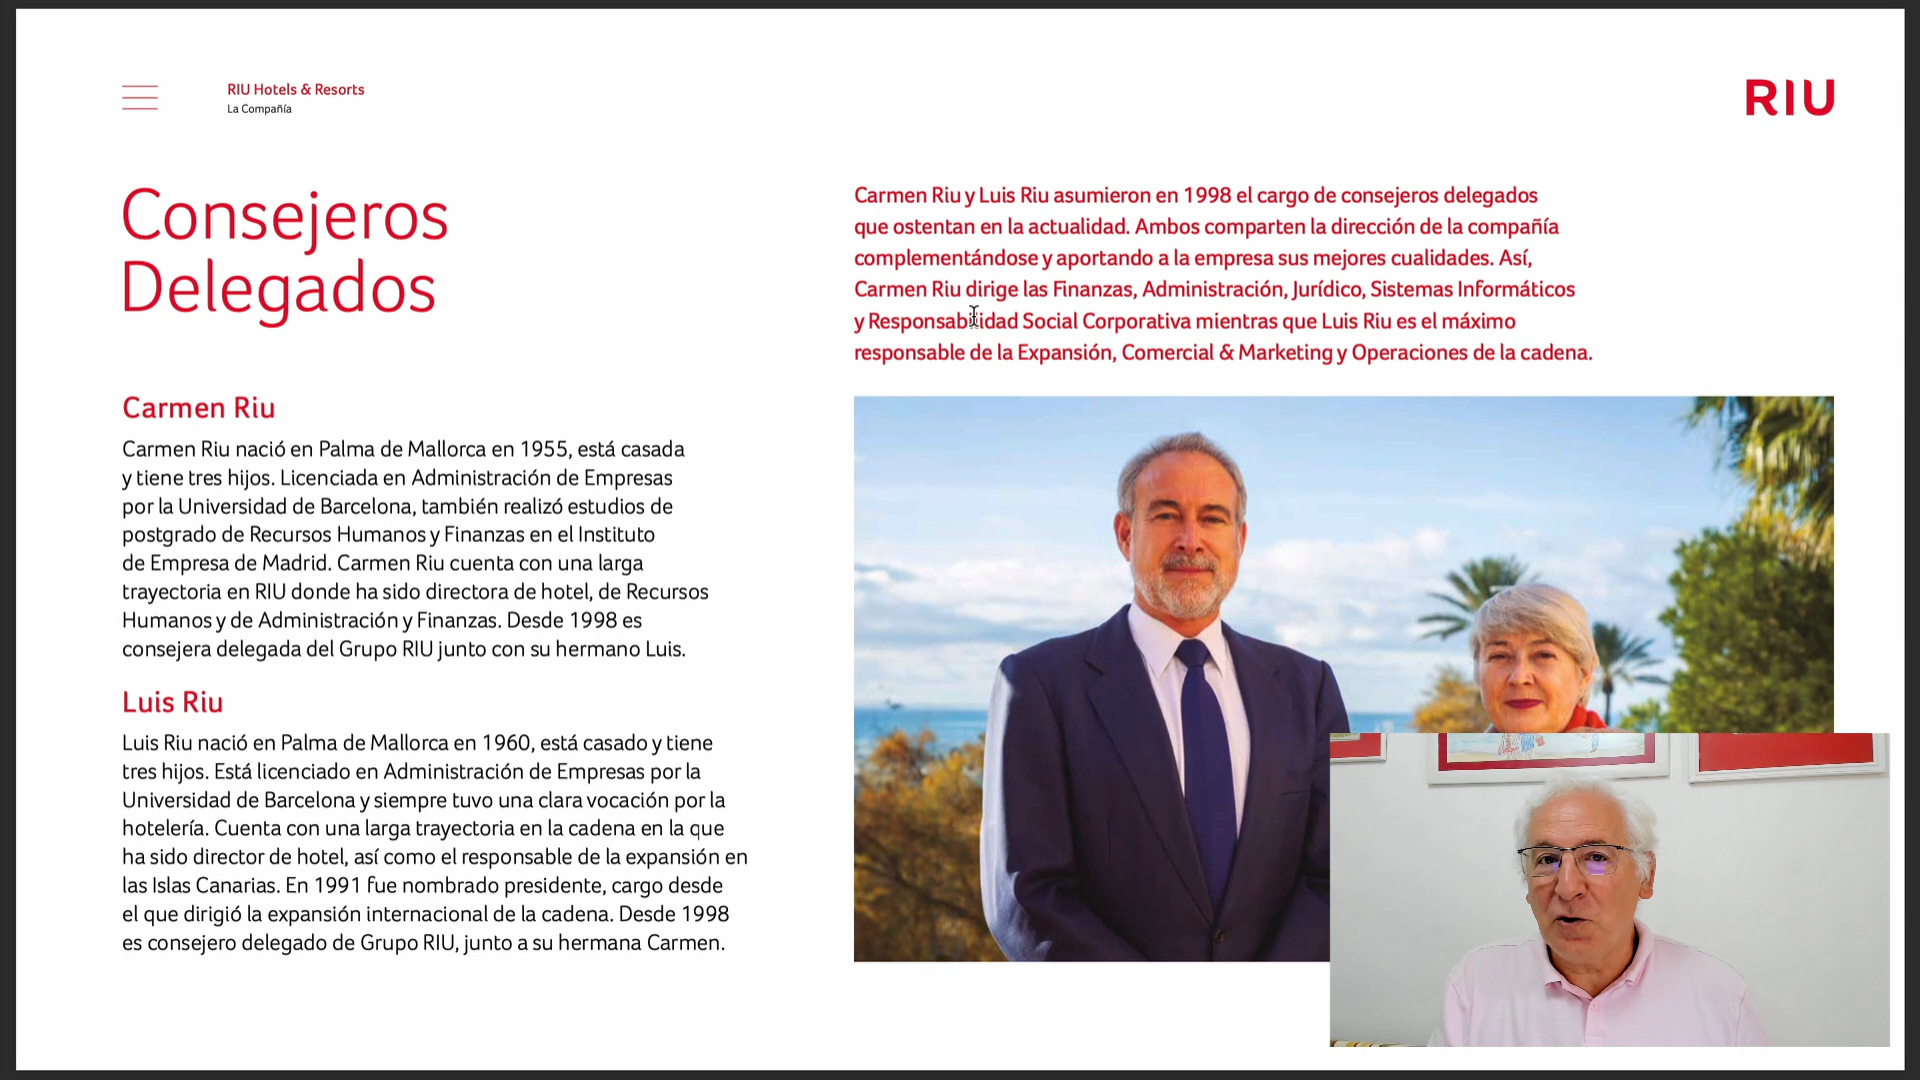 RIU Hotels & Resorts
La Compañía
RIU
Consejeros
Delegados
Carmen Riu y Luis Riu asumieron en 1998 el cargo de consejeros delegados
que ostentan en la actualidad. Ambos comparten la dirección de la compañía
complementándose y aportando a la empresa sus mejores cualidades. Así,
Carmen Riu dirige las Finanzas, Administración, Jurídico, Sistemas Informáticos
y Responsabilidad Social Corporativa mientras que Luis Riu es el máximo
responsable de la Expansión, Comercial & Marketing y Operaciones de la cadena.
Carmen Riu
Carmen Riu nació en Palma de Mallorca en 1955, está casada
y tiene tres hijos. Licenciada en Administración de Empresas
por la Universidad de Barcelona, también realizó estudios de
postgrado de Recursos Humanos y Finanzas en el Instituto
de Empresa de Madrid. Carmen Riu cuenta con una larga
trayectoria en RIU donde ha sido directora de hotel, de Recursos
Humanos y de Administración y Finanzas. Desde 1998 es
consejera delegada del Grupo RIU junto con su hermano Luis.
Luis Riu
Luis Riu nació en Palma de Mallorca en 1960, está casado y tiene
tres hijos. Está licenciado en Administración de Empresas por la
Universidad de Barcelona y siempre tuvo una clara vocación por la
hotelería. Cuenta con una larga trayectoria en la cadena en la que
ha sido director de hotel, así como el responsable de la expansión en
las Islas Canarias. En 1991 fue nombrado presidente, cargo desde
el que dirigió la expansión internacional de la cadena. Desde 1998
es consejero delegado de Grupo RIU, junto a su hermana Carmen.